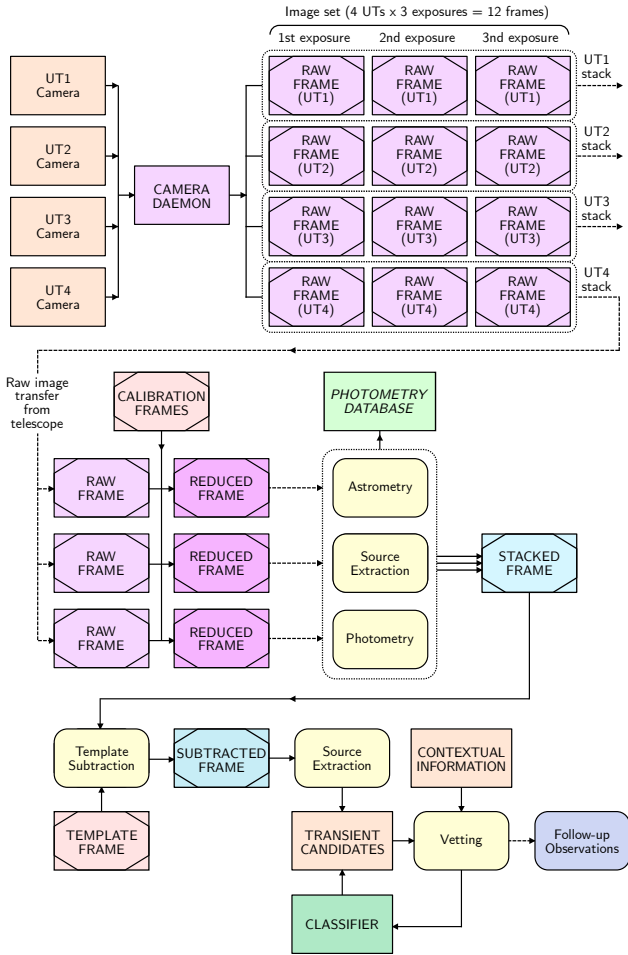 Image set (4 UTs x 3 exposures = 12 frames)
1st exposure
2nd exposure
3nd exposure
UT1
Camera
UT2
Camera
UT3
Camera
UT4
Camera
CAMERA
DAEMON
RAW
FRAME
(UT1)
RAW
FRAME
(UT1)
RAW
FRAME
(UT1)
UT1
stack
RAW
FRAME
(UT2)
RAW
FRAME
(UT2)
RAW
FRAME
(UT2)
UT2
stack
RAW
FRAME
(UT3)
RAW
FRAME
(UT3)
RAW
FRAME
(UT3)
UT3
stack
RAW
FRAME
(UT4)
RAW
FRAME
(UT4)
RAW
FRAME
(UT4)
UT4
stack
Raw image
transfer
from
telescope
CALIBRATION
FRAMES
PHOTOMETRY
DATABASE
RAW
FRAME
REDUCED
FRAME
Astrometry
RAW
FRAME
REDUCED
FRAME
Source
Extraction
STACKED
FRAME
RAW
FRAME
REDUCED
FRAME
Photometry
Template
Subtraction
SUBTRACTED
FRAME
Source
Extraction
CONTEXTUAL
INFORMATION
TEMPLATE
FRAME
TRANSIENT
CANDIDATES
Vetting
Follow-up
Observations
CLASSIFIER